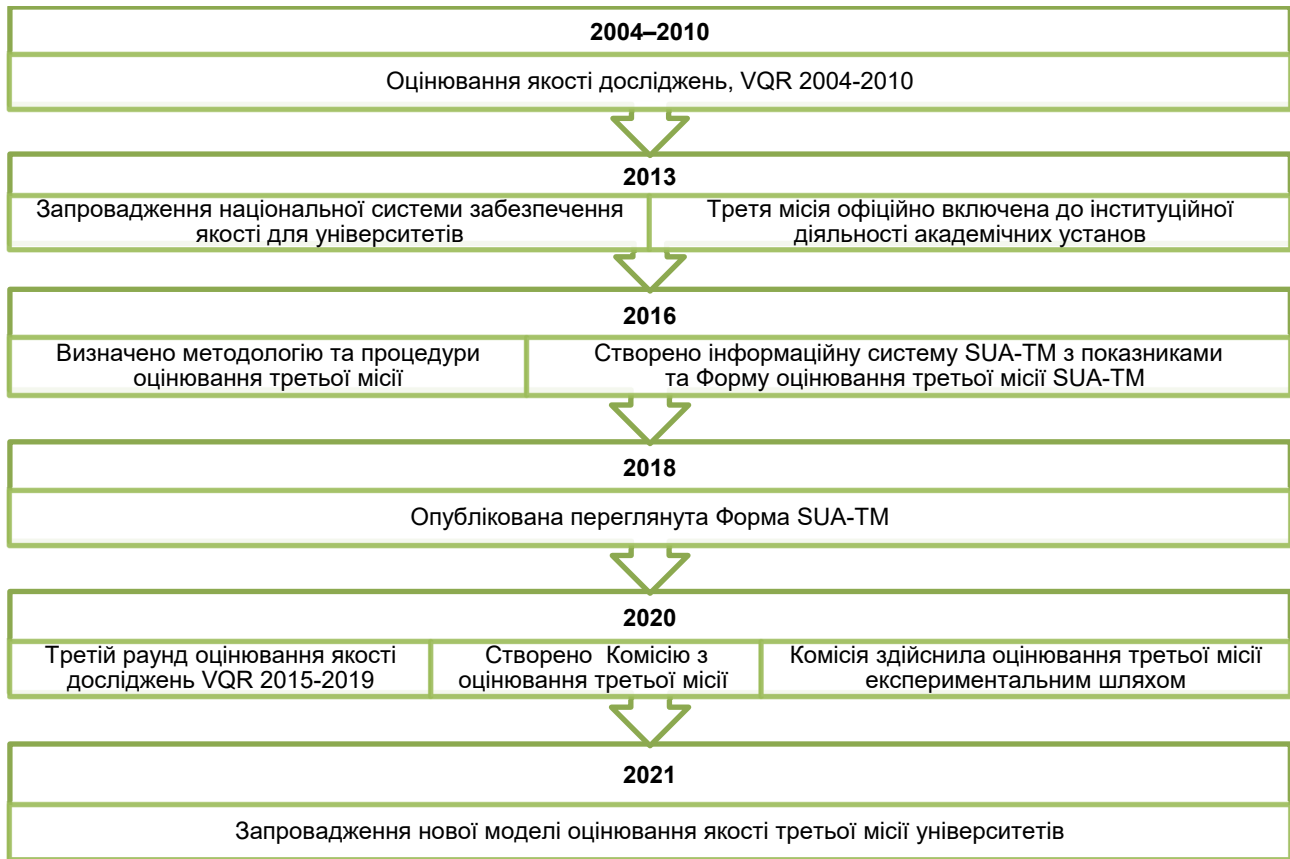 2004–2010
Оцінювання якості досліджень, VQR 2004-2010
2013
Запровадження національної системи забезпечення
якості для університетів
Третя місія офіційно включена до інституційної
діяльності академічних установ
2016
Визначено методологію та процедури
оцінювання третьої місії
Створено інформаційну систему SUA-TM з показниками
та Форму оцінювання третьої місії SUA-TM
2018
Опублікована переглянута Форма SUA-TM
2020
Третій раунд оцінювання якості
досліджень VQR 2015-2019
Створено Комісію з
оцінювання третьої місії
Комісія здійснила оцінювання третьої місії
експериментальним шляхом
2021
Запровадження нової моделі оцінювання якості третьої місії університетів